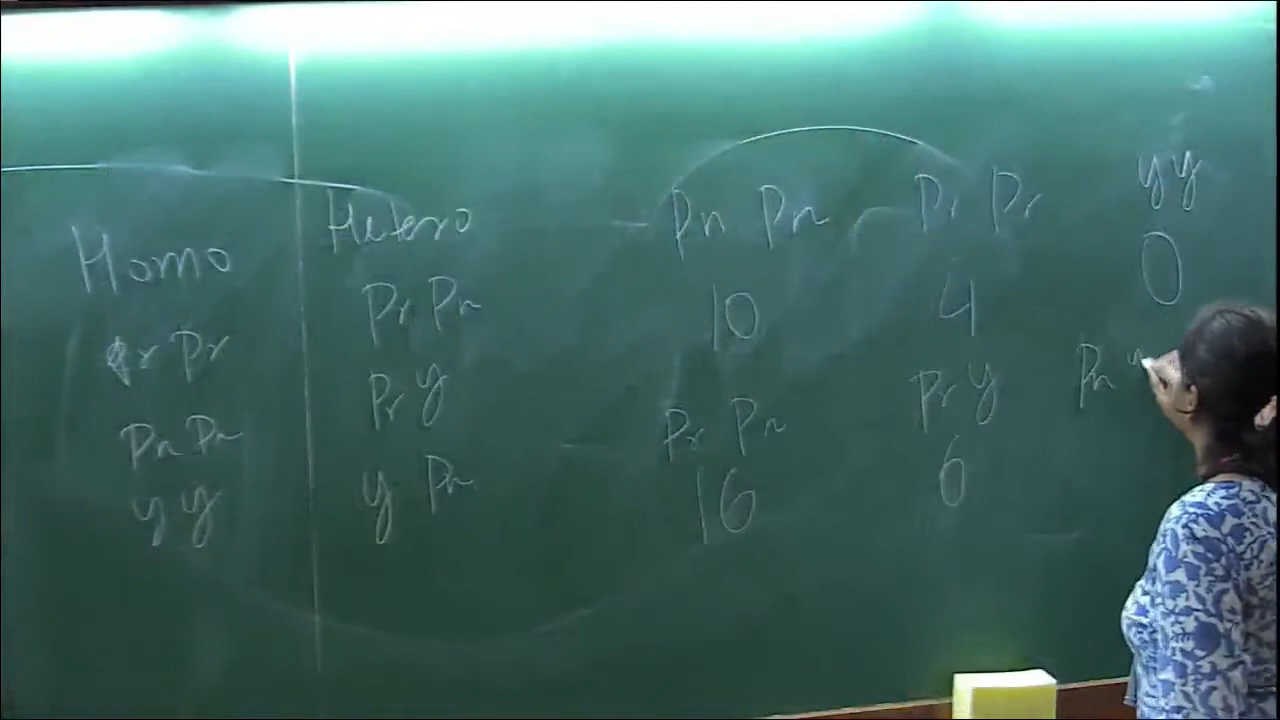 Homo
Pr Pr
Pn Pn
y y
Hetero
Pr Pn
Pr y
y Pn
Pn Pn Pr Pr yy
10 4 0
Pr Pn Pr y Pn y
16 6